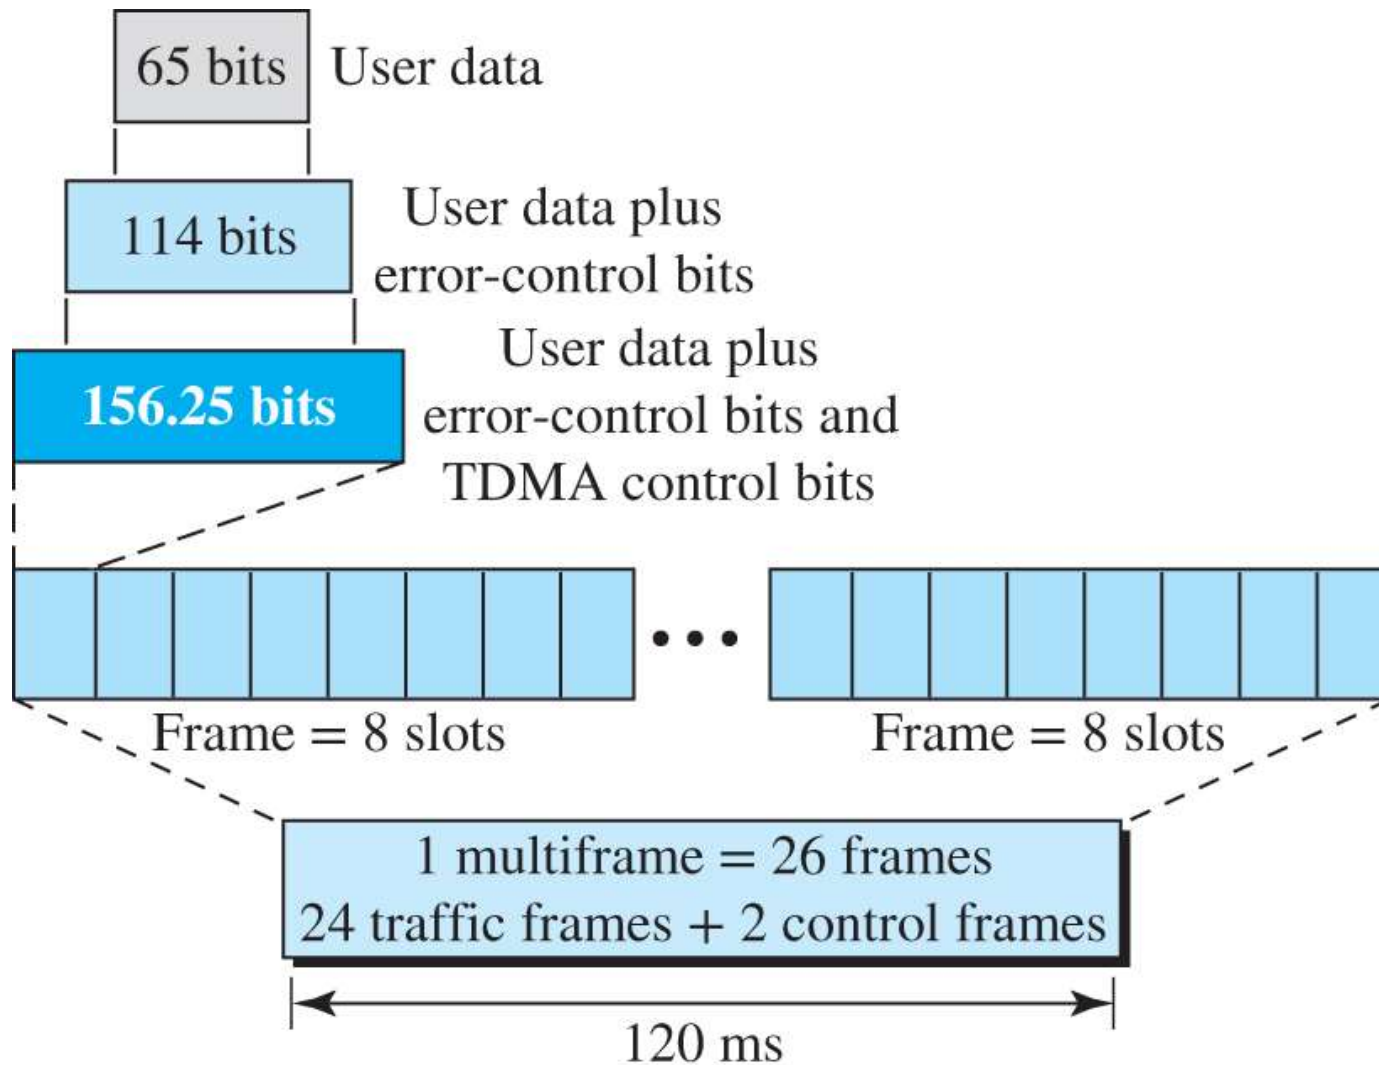 65 bits
User data
114 bits
User data plus
error-control bits
156.25 bits
User data plus
error-control bits and
TDMA control bits
Frame = 8 slots
Frame = 8 slots
1 multiframe = 26 frames
24 traffic frames + 2 control frames
120 ms